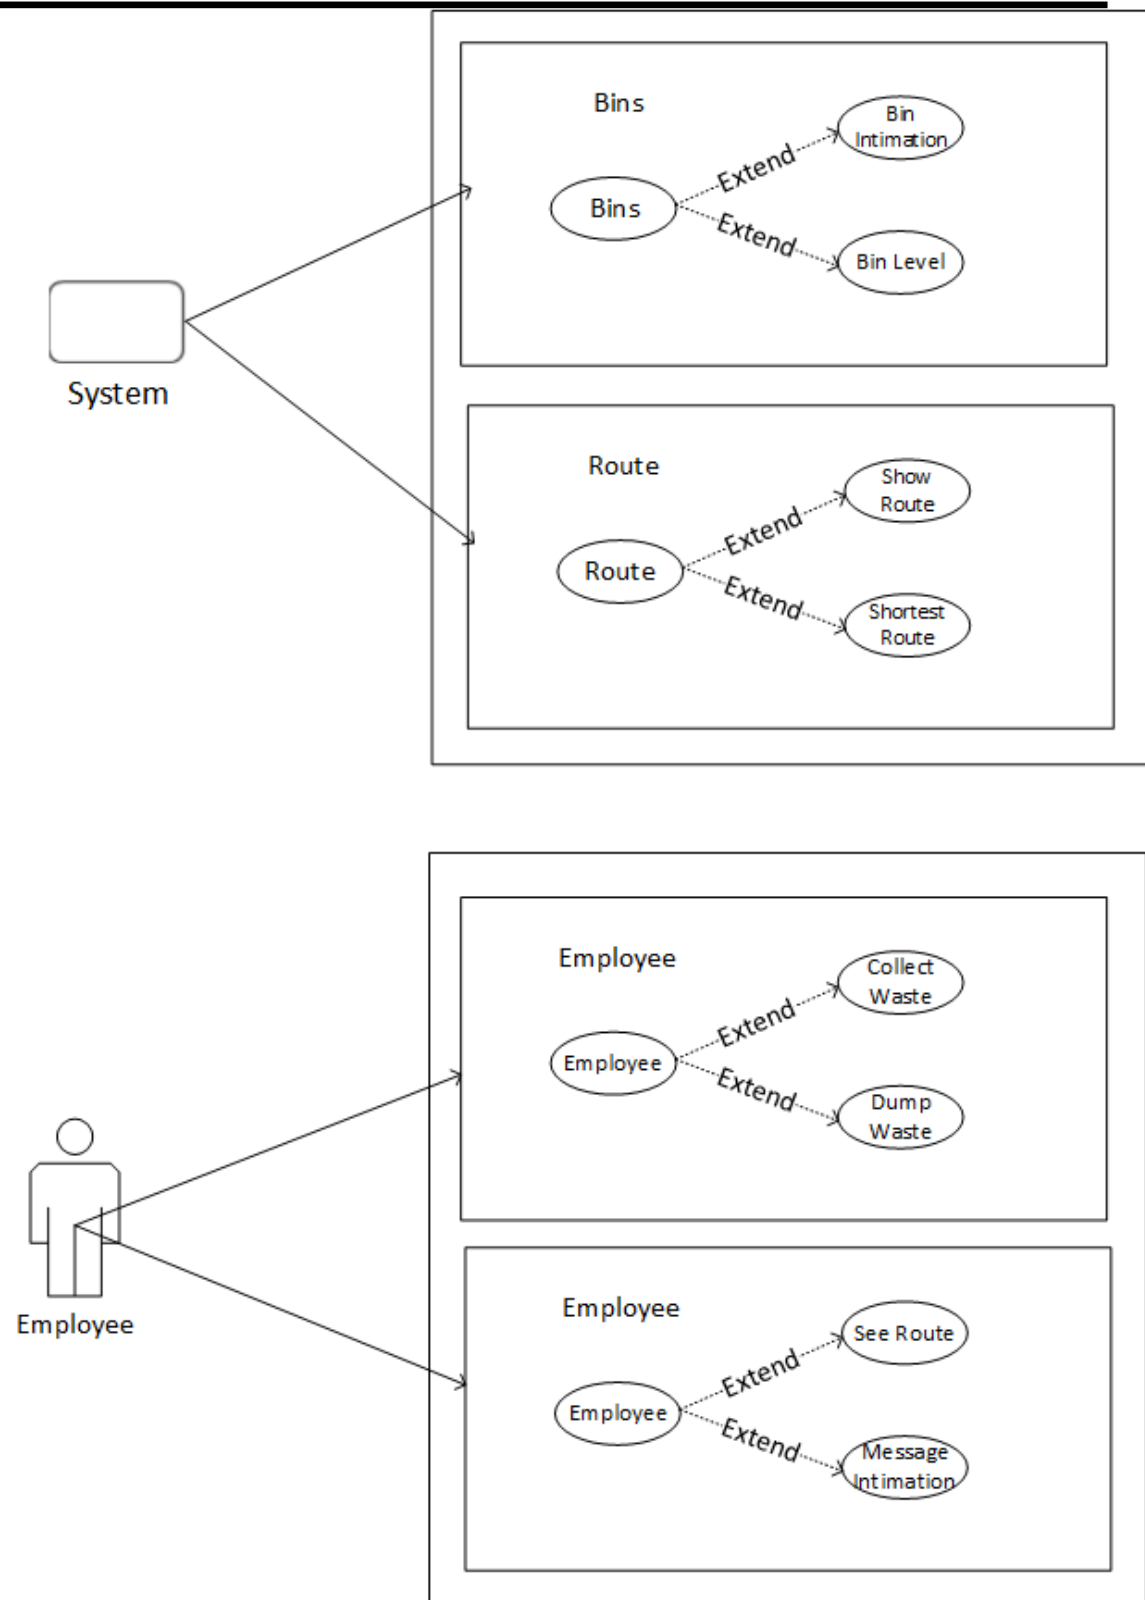 Bins
Bin
Intimation
Extend
Bins
Extend
Bin Level
System
Route
Show
Route
Extend
Route
Extend
Shortest
Route
Employee
Collect
Waste
Extend
Employee
Extend
Dump
Waste
Employee
Employee
See Route
Extend
Employee
Extend
Message
Intimation